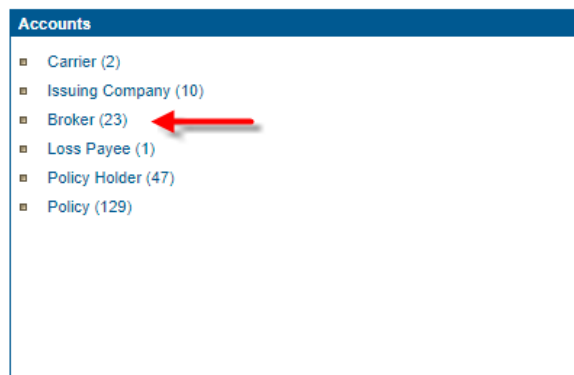 Accounts
Carrier (2)
Issuing Company (10)
Broker (23)
Loss Payee (1)
Policy Holder (47)
Policy (129)